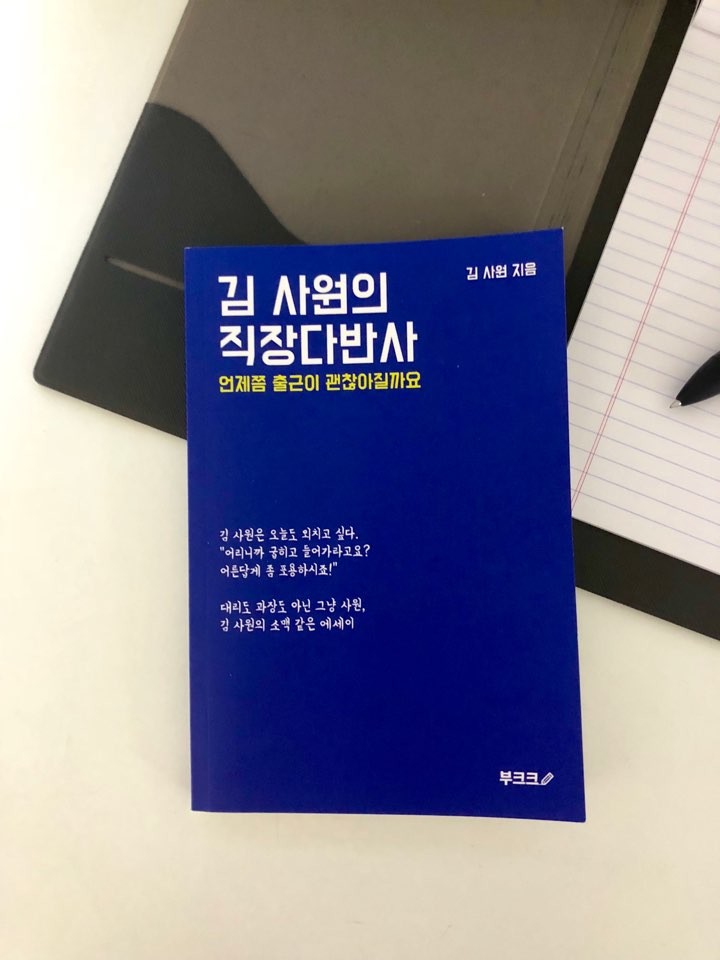 김 사원의
직장다반사
언제쯤 출근이 괜찮아질까요
김 사원 지음
김 사원은 오늘도 외치고 싶다.
"어리니까 굽히고 들어가라고요?
어른답게 좀 포용하시죠!"
대리도 과장도 아닌 그냥 사원,
김 사원의 소맥 같은 에세이
부크크